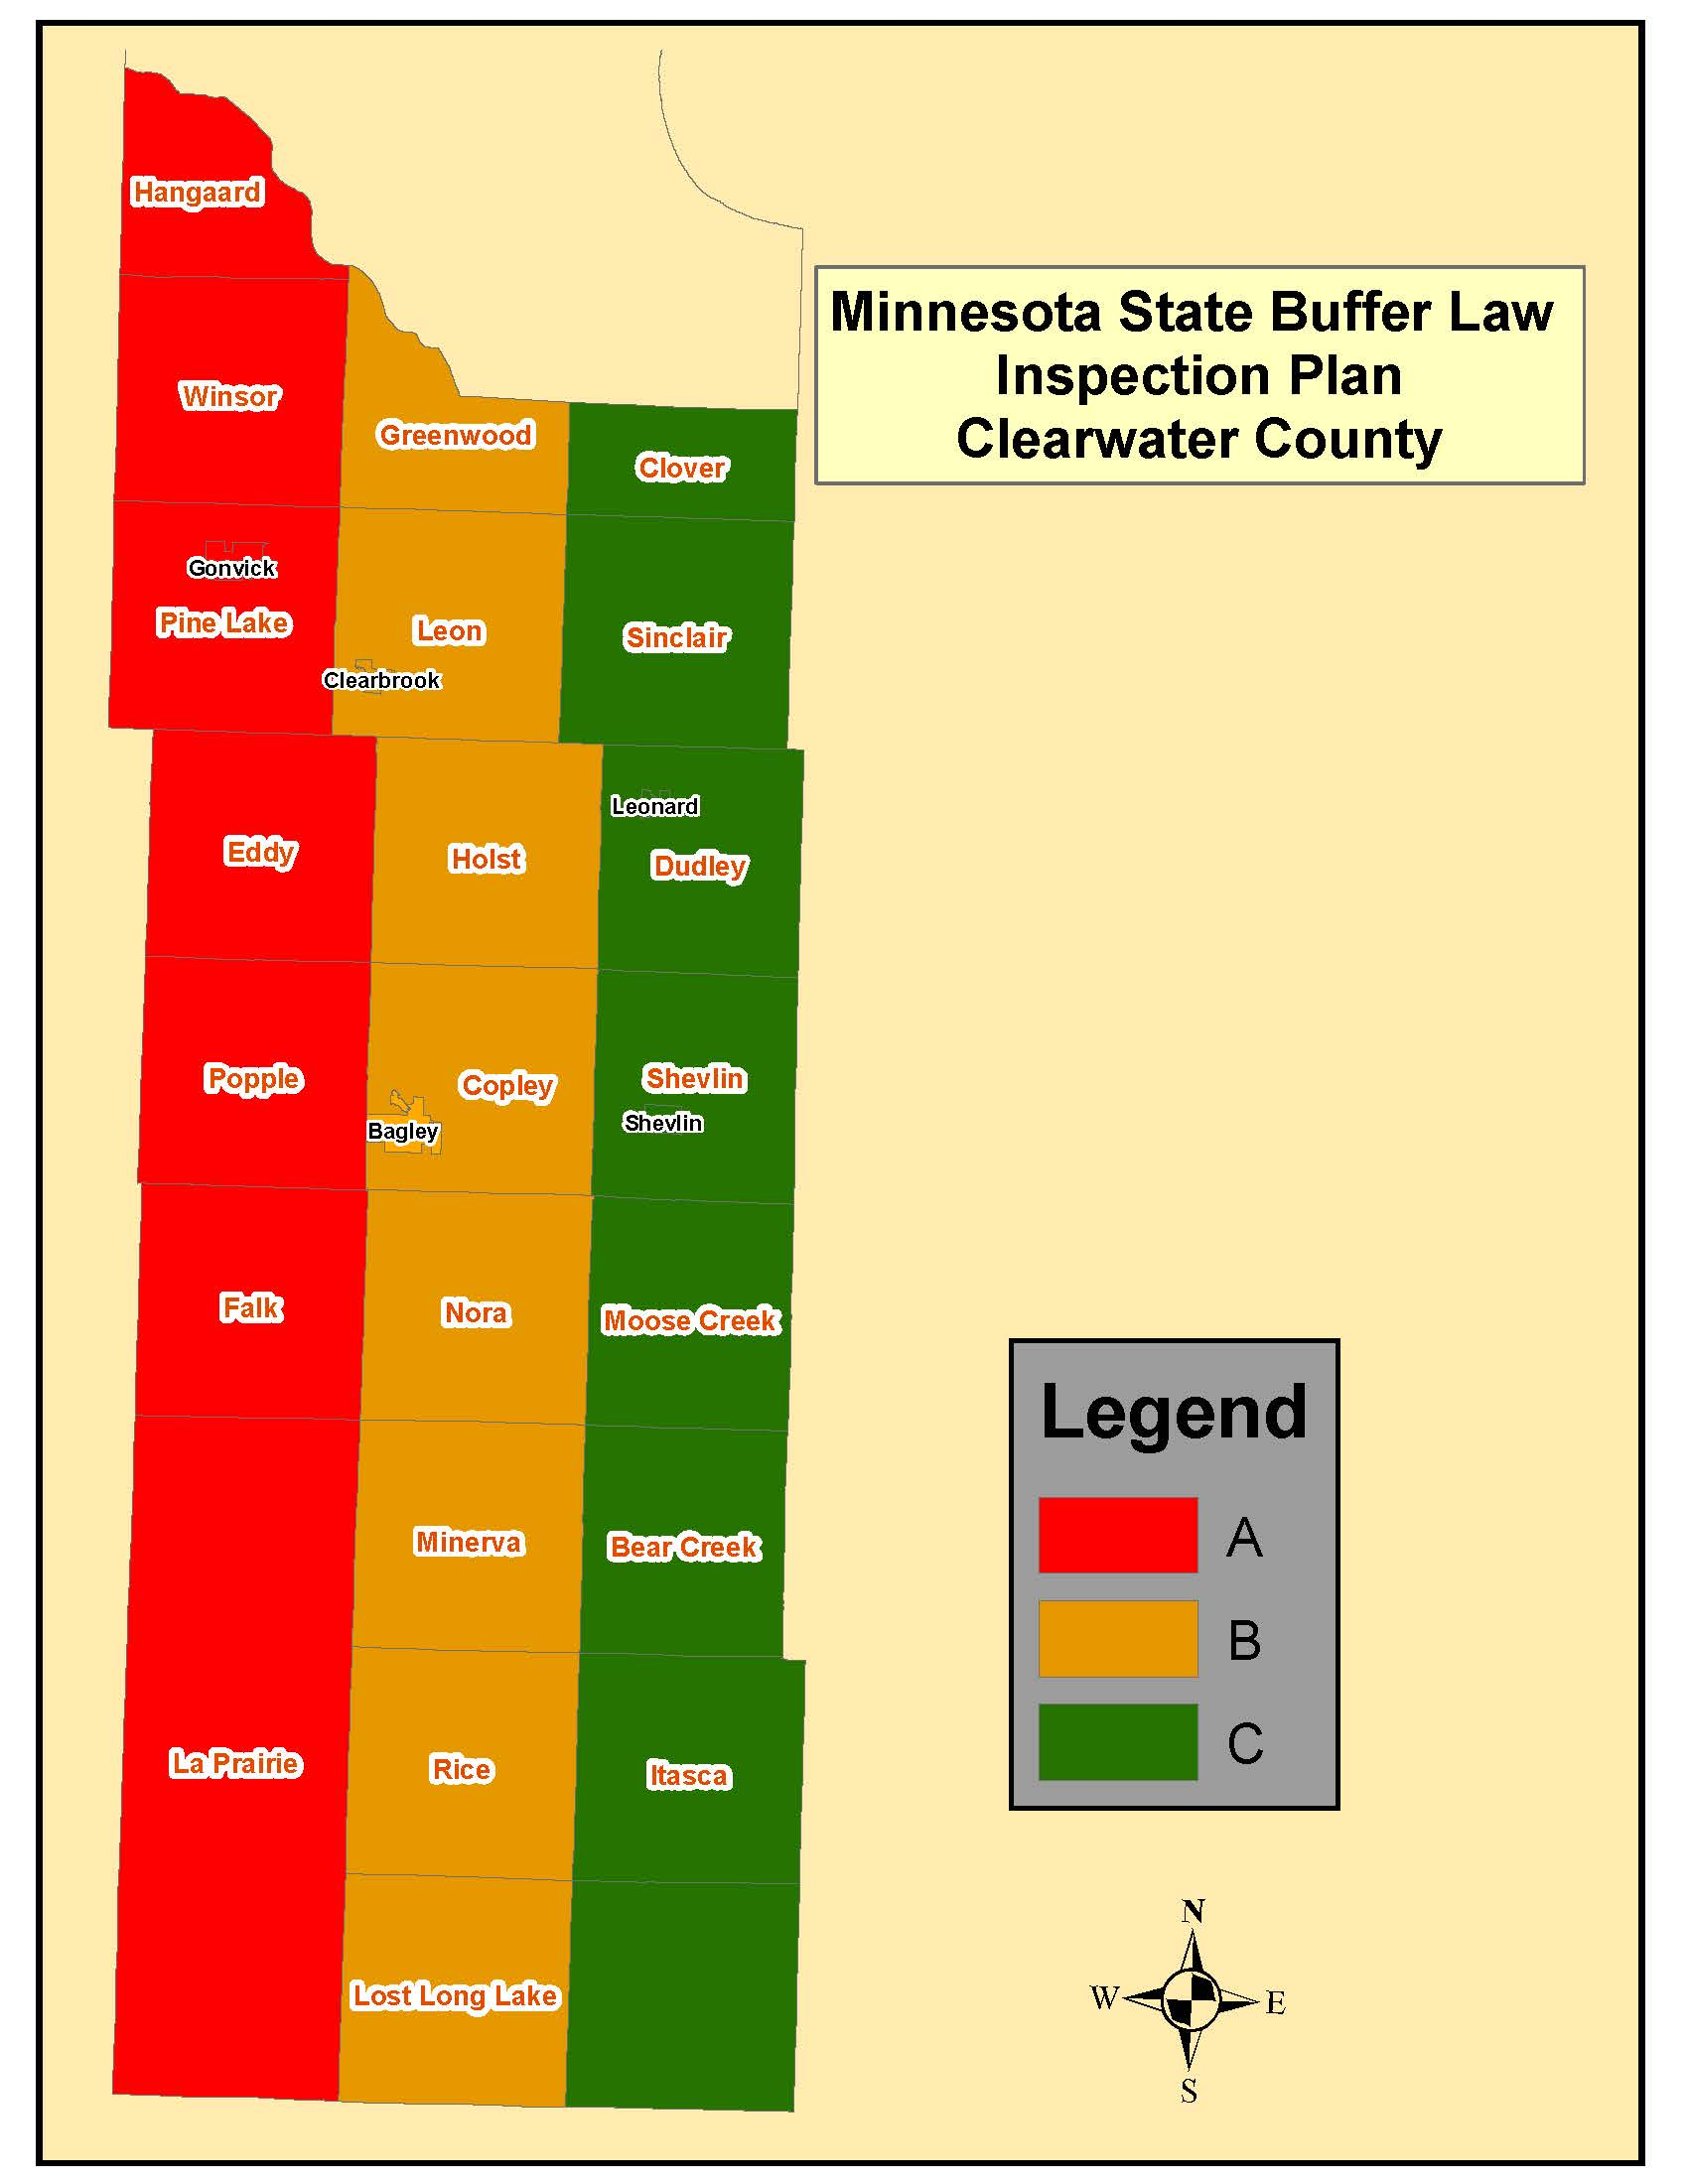 Hangaard
Minnesota State Buffer Law
Inspection Plan
Clearwater County
Winsor
Greenwood
Clover
Gonvick
Pine Lake
Leon
Sinclair
Clearbrook
Leonard
Eddy
Holst
Dudley
Popple
Copley
Shevlin
Bagley
Shevlin
Falk
Nora
Moose Creek
Legend
A
B
C
Minerva
Bear Creek
La Prairie
Rice
Itasca
Lost Long Lake
N
W
E
S